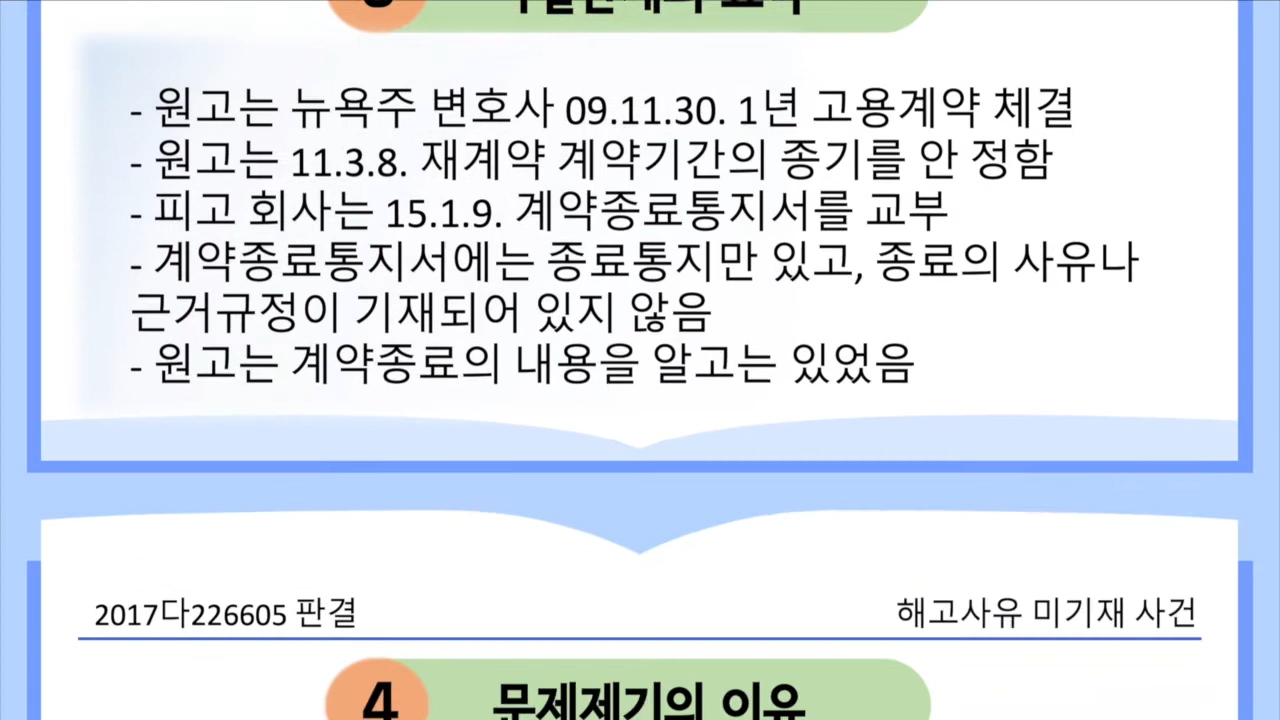 - 원고는 뉴욕주 변호사 09.11.30. 1년 고용계약 체결
- 원고는 11.3.8. 재계약 계약기간의 종기를 안 정함
- 피고 회사는 15.1.9. 계약종료통지서를 교부
- 계약종료통지서에는 종료통지만 있고, 종료의 사유나
근거규정이 기재되어 있지 않음
- 원고는 계약종료의 내용을 알고는 있었음
2017다226605 판결
해고사유 미기재 사건
4 문제제기의 이유